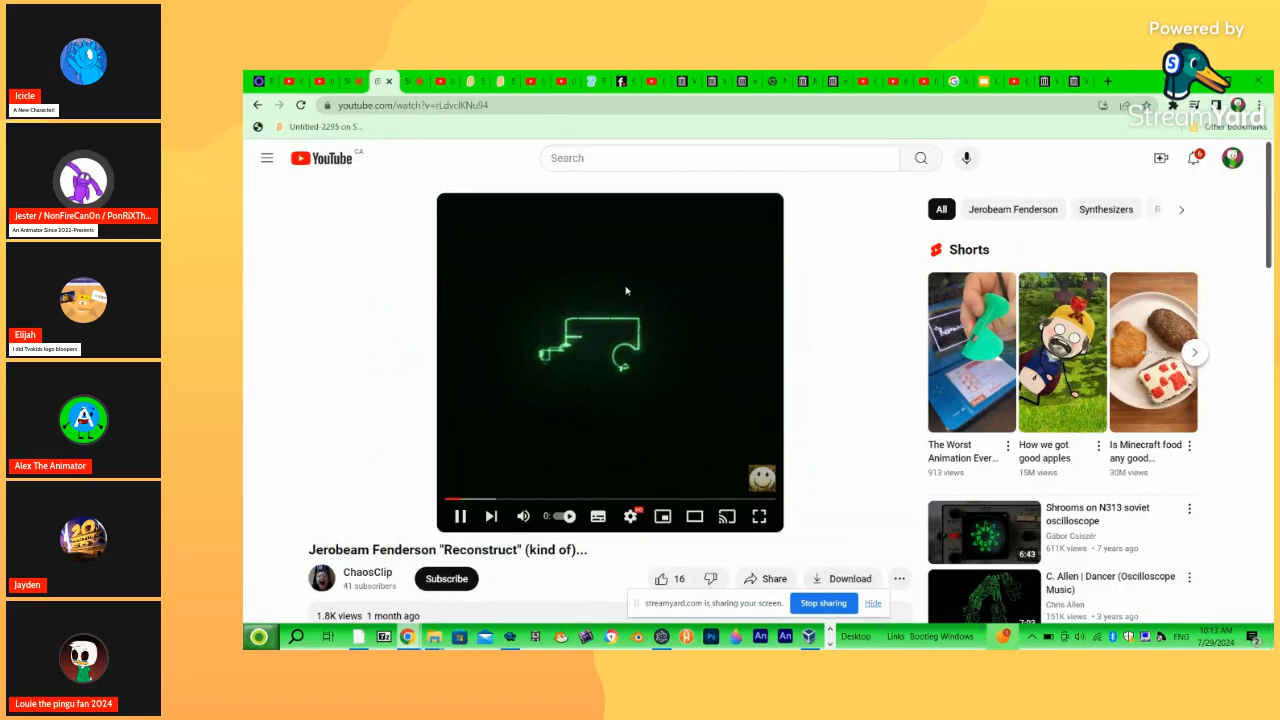 Powered by
StreamYard
Icicle
A New Character!
Jester / NonFireCanOn / PonRiXTh...
An Animator Since 2022-Presents
Elijah
I did Tvokids logo bloopers
Alex The Animator
Jayden
Louie the pingu fan 2024
youtube.com/watch?v=rLdvclKNu94
Untitled-2295 on S...
Other bookmarks
YouTube CA
Search
6
All
Jerobeam Fenderson
Synthesizers
Shorts
The Worst
Animation Ever...
913 views
How we got
good apples
15M views
Is Minecraft food
any good...
30M views
Shrooms on N313 soviet
oscilloscope
Gábor Csiszér
611K views • 7 years ago
6:43
C. Allen | Dancer (Oscilloscope
Music)
Chris Allen
151K views • 3 years ago
7:03
Jerobeam Fenderson "Reconstruct" (kind of)...
ChaosClip
41 subscribers
Subscribe
16
Share
Download
1.8K views 1 month ago
streamyard.com is sharing your screen.
Stop sharing
Hide
Desktop
Links
Bootleg Windows
ENG
10:13 AM
7/29/2024